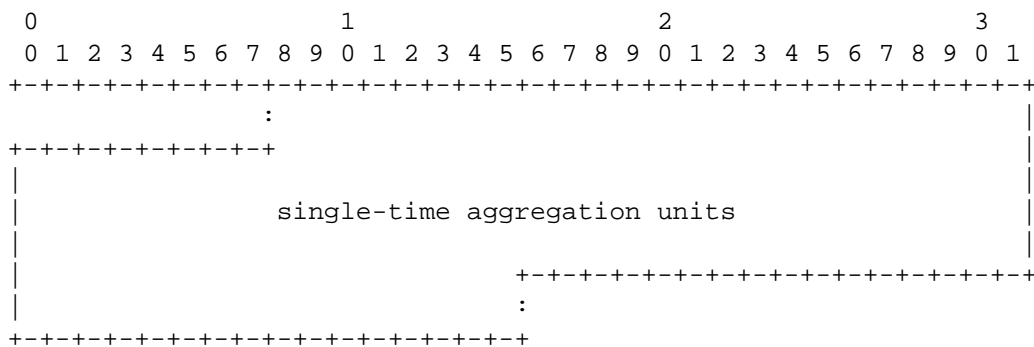 0                   1                   2                   3
 0 1 2 3 4 5 6 7 8 9 0 1 2 3 4 5 6 7 8 9 0 1 2 3 4 5 6 7 8 9 0 1
+-+-+-+-+-+-+-+-+-+-+-+-+-+-+-+-+-+-+-+-+-+-+-+-+-+-+-+-+-+-+-+-+
                :                                               |
+-+-+-+-+-+-+-+-+                                               |
|                                                               |
|                single-time aggregation units                  |
|                                                               |
|                               +-+-+-+-+-+-+-+-+-+-+-+-+-+-+-+-+
|                               :
+-+-+-+-+-+-+-+-+-+-+-+-+-+-+-+-+